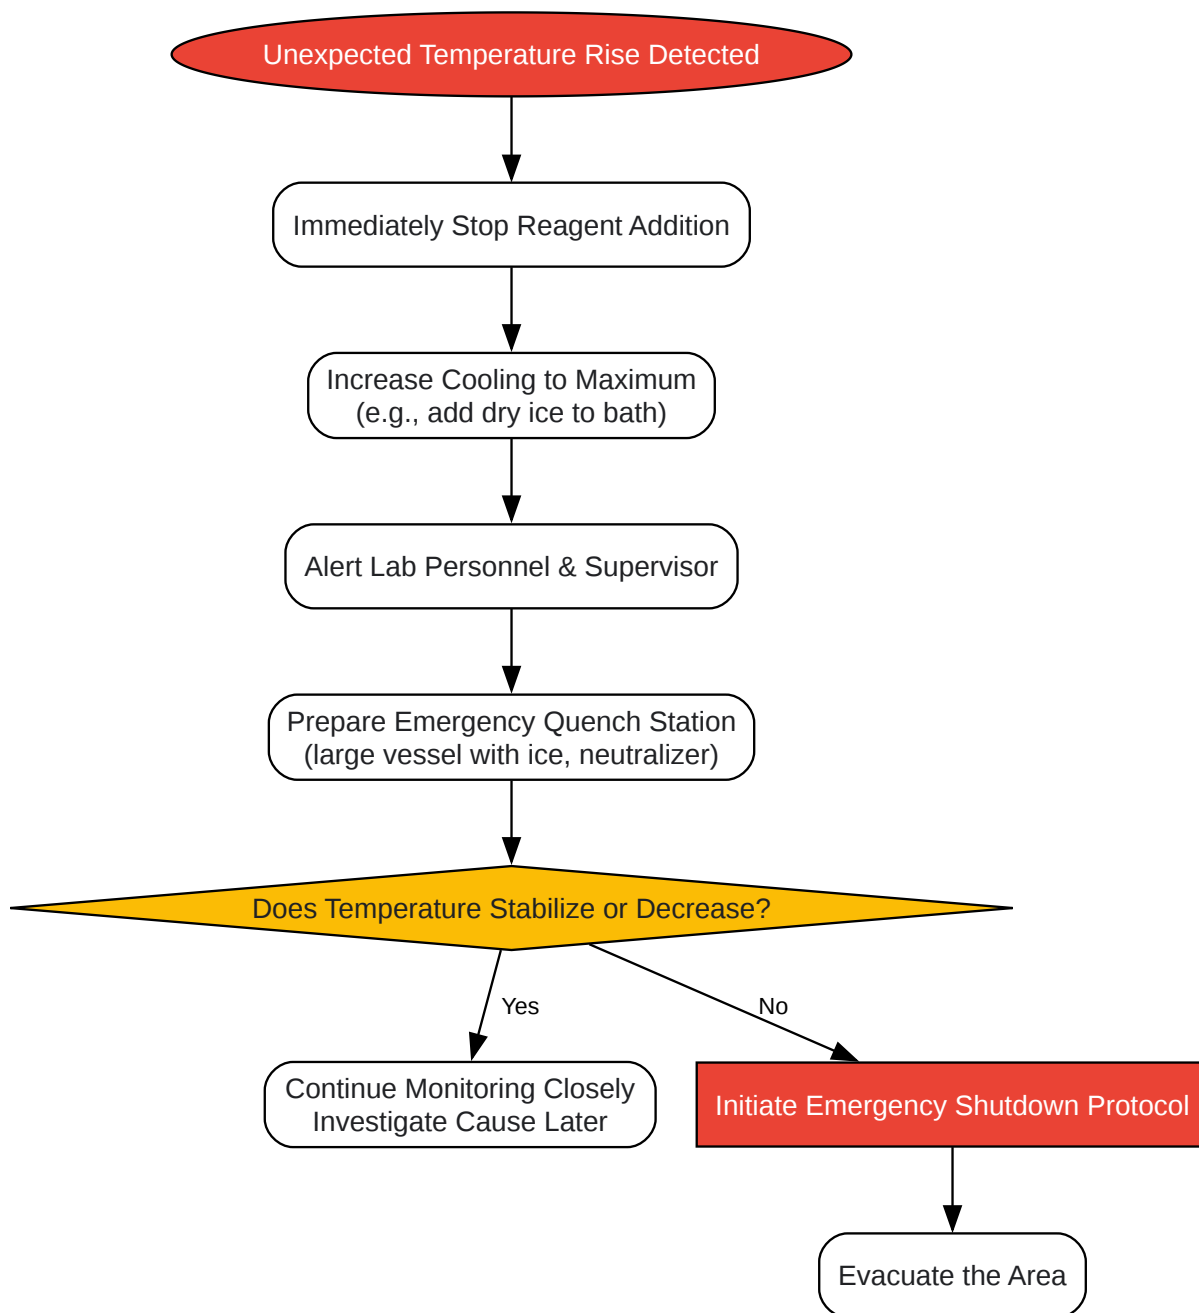 Unexpected Temperature Rise Detected
Immediately Stop Reagent Addition
Increase Cooling to Maximum
(e.g., add dry ice to bath)
Alert Lab Personnel & Supervisor
Prepare Emergency Quench Station
(large vessel with ice, neutralizer)
Does Temperature Stabilize or Decrease?
Yes
No
Continue Monitoring Closely
Investigate Cause Later
Initiate Emergency Shutdown Protocol
Evacuate the Area